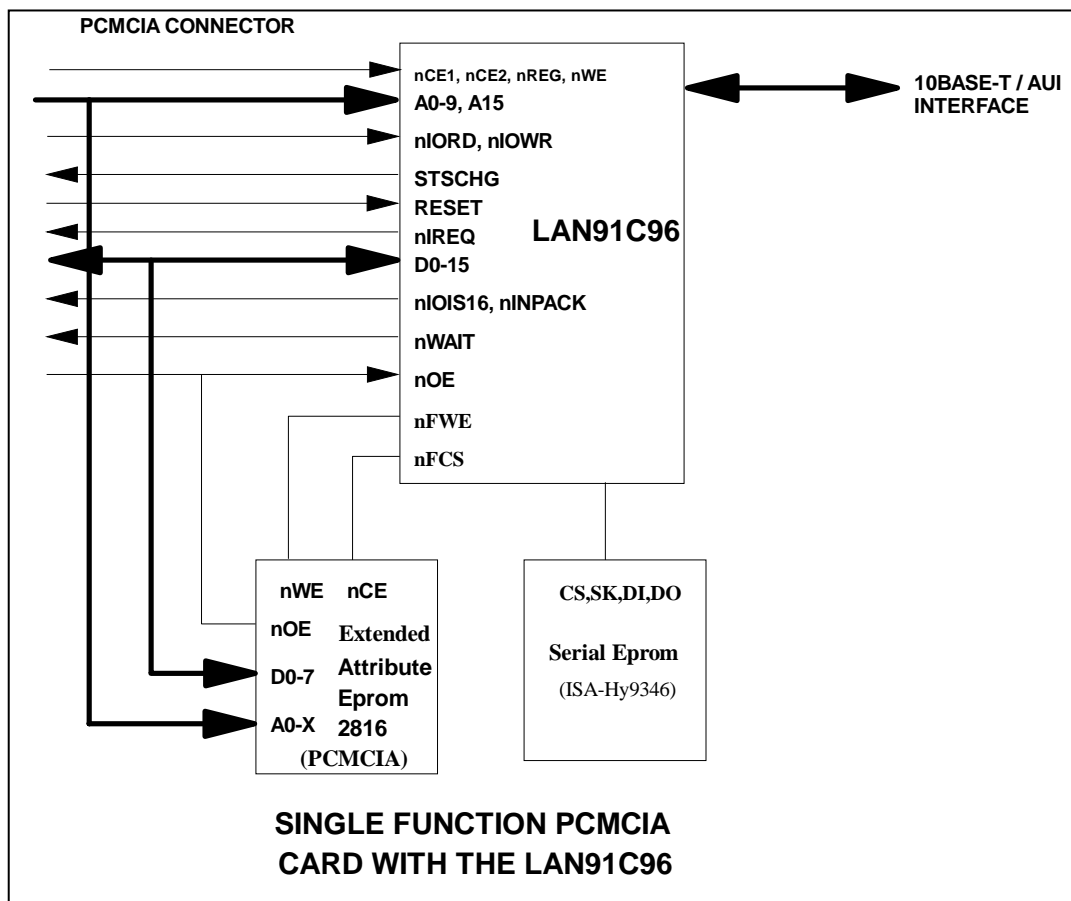 PCMCIA CONNECTOR
nCE1, nCE2, nREG, nWE
A0-9, A15
nIORD, nIOWR
STSCHG
RESET
nIREQ
D0-15
nIOIS16, nINPACK
nWAIT
nOE
nFWE
nFCS
LAN91C96
10BASE-T / AUI
INTERFACE
nWE nCE
nOE Extended
D0-7 Attribute
Eprom
A0-X 2816
(PCMCIA)
CS,SK,DI,DO
Serial Eprom
(ISA-Hy9346)
SINGLE FUNCTION PCMCIA
CARD WITH THE LAN91C96